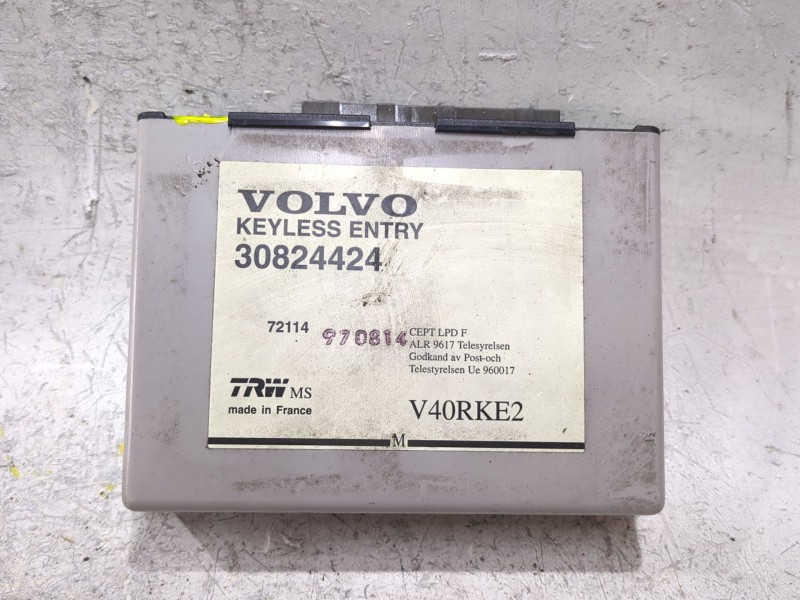 VOLVO
KEYLESS ENTRY
30824424
72114 970814
CEPT LPD F
ALR 9617 Telesyrelsen
Godkand av Post-och
Telestyrelsen Ue 960017
TRW MS
made in France
V40RKE2
M